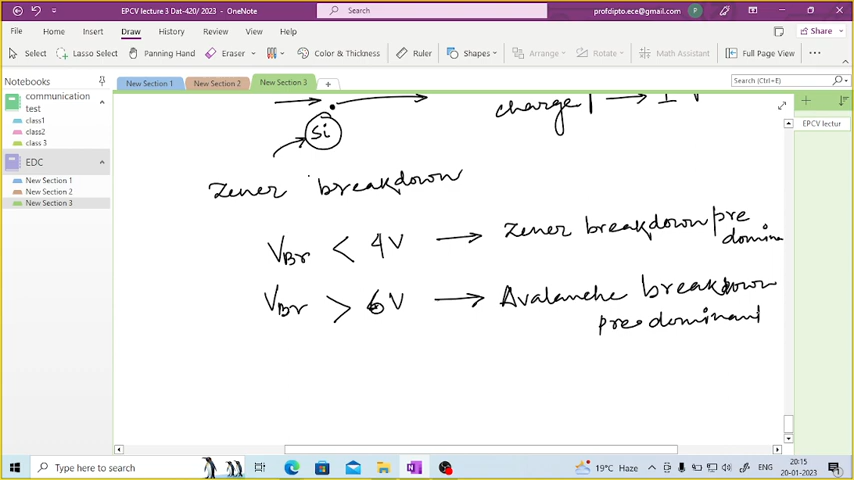 EPCV lecture 3 Dat-420/ 2023 - OneNote
Search
profdipto.ece@gmail.com
P
File Home Insert Draw History Review View Help
Share
Select Lasso Select Panning Hand Eraser Color & Thickness Ruler Shapes Arrange Rotate Math Assistant Full Page View
Notebooks
New Section 1 New Section 2 New Section 3 +
Search (Ctrl+E)
communication
test
class1
class2
class 3
EDC
New Section 1
New Section 2
New Section 3
EPCV lectur
charge
Si
Zener breakdown
VBr < 4V → Zener breakdown pre
domina
VBr > 6V → Avalanche breakdown
predominant
Type here to search
19°C Haze
ENG
20:15
20-01-2023